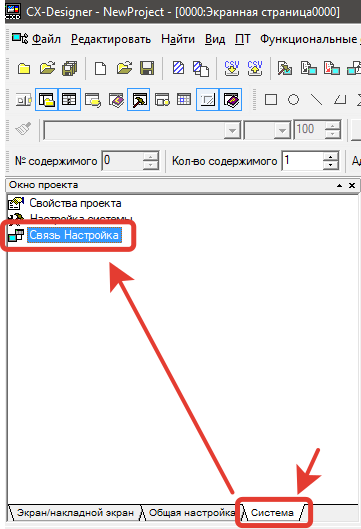 CX-Designer - NewProject - [0000:Экранная страница0000]
Файл Редактировать Найти Вид ПТ Функциональные
100
№ содержимого 0 Кол-во содержимого 1
Окно проекта
Свойства проекта
Настройка системы
Связь Настройка
Экран/накладной экран Общая настройка Система